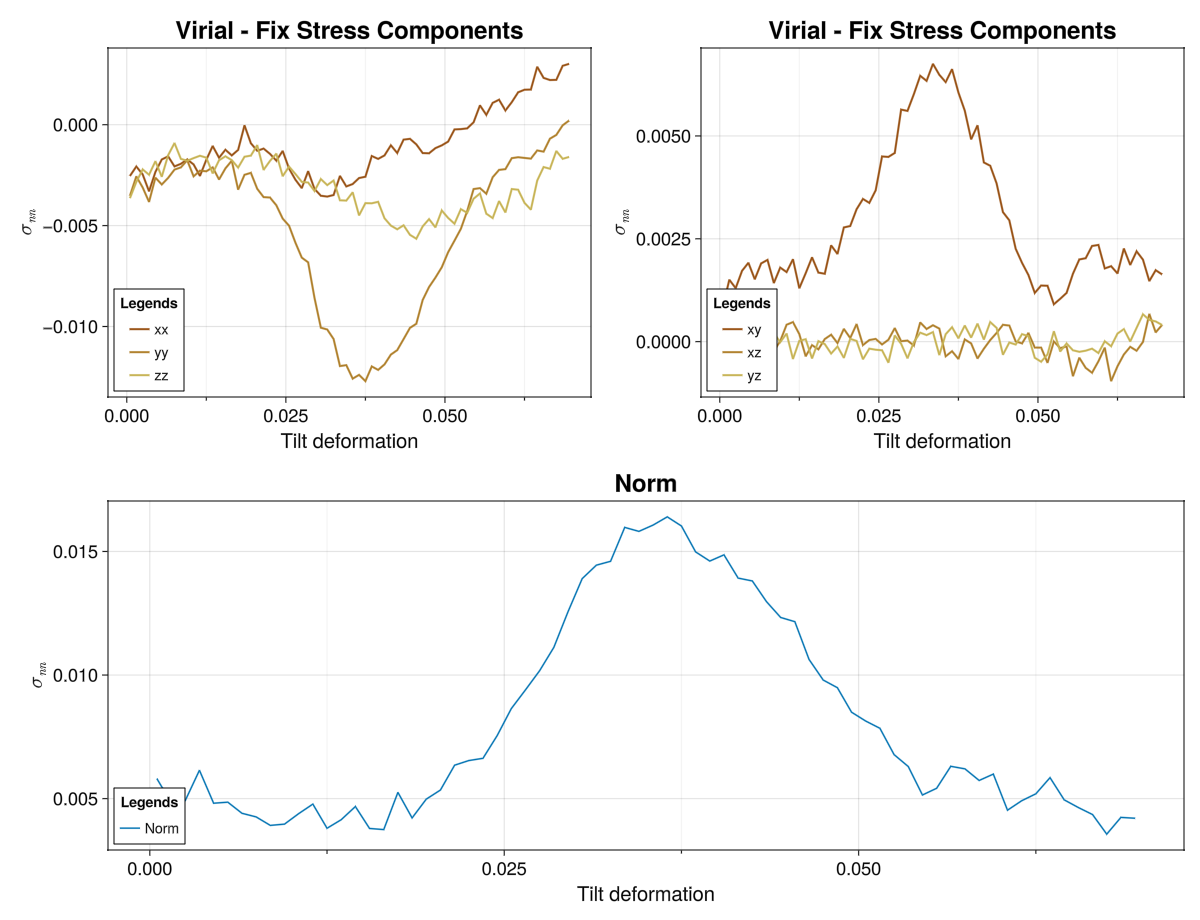 Virial - Fix Stress Components
σnn
0.000
−0.005
−0.010
Legends
xx
yy
zz
0.000 0.025 0.050
Tilt deformation
Virial - Fix Stress Components
σnn
0.0050
0.0025
0.0000
Legends
xy
xz
yz
0.000 0.025 0.050
Tilt deformation
Norm
σnn
0.015
0.010
0.005
Legends
Norm
0.000 0.025 0.050
Tilt deformation